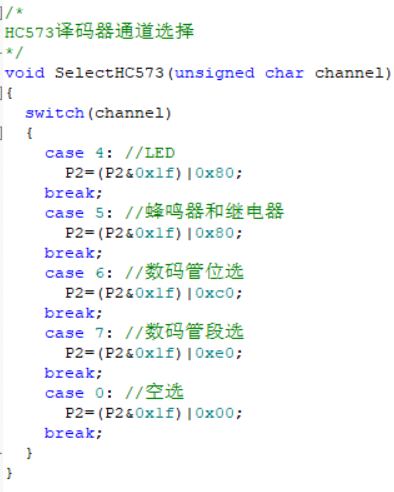 /*
HC573译码器通道选择
*/
void SelectHC573(unsigned char channel)
{
  switch(channel)
  {
    case 4: //LED
      P2=(P2&0x1f)|0x80;
    break;
    case 5: //蜂鸣器和继电器
      P2=(P2&0x1f)|0x80;
    break;
    case 6: //数码管位选
      P2=(P2&0x1f)|0xc0;
    break;
    case 7: //数码管段选
      P2=(P2&0x1f)|0xe0;
    break;
    case 0: //空选
      P2=(P2&0x1f)|0x00;
    break;
  }
}